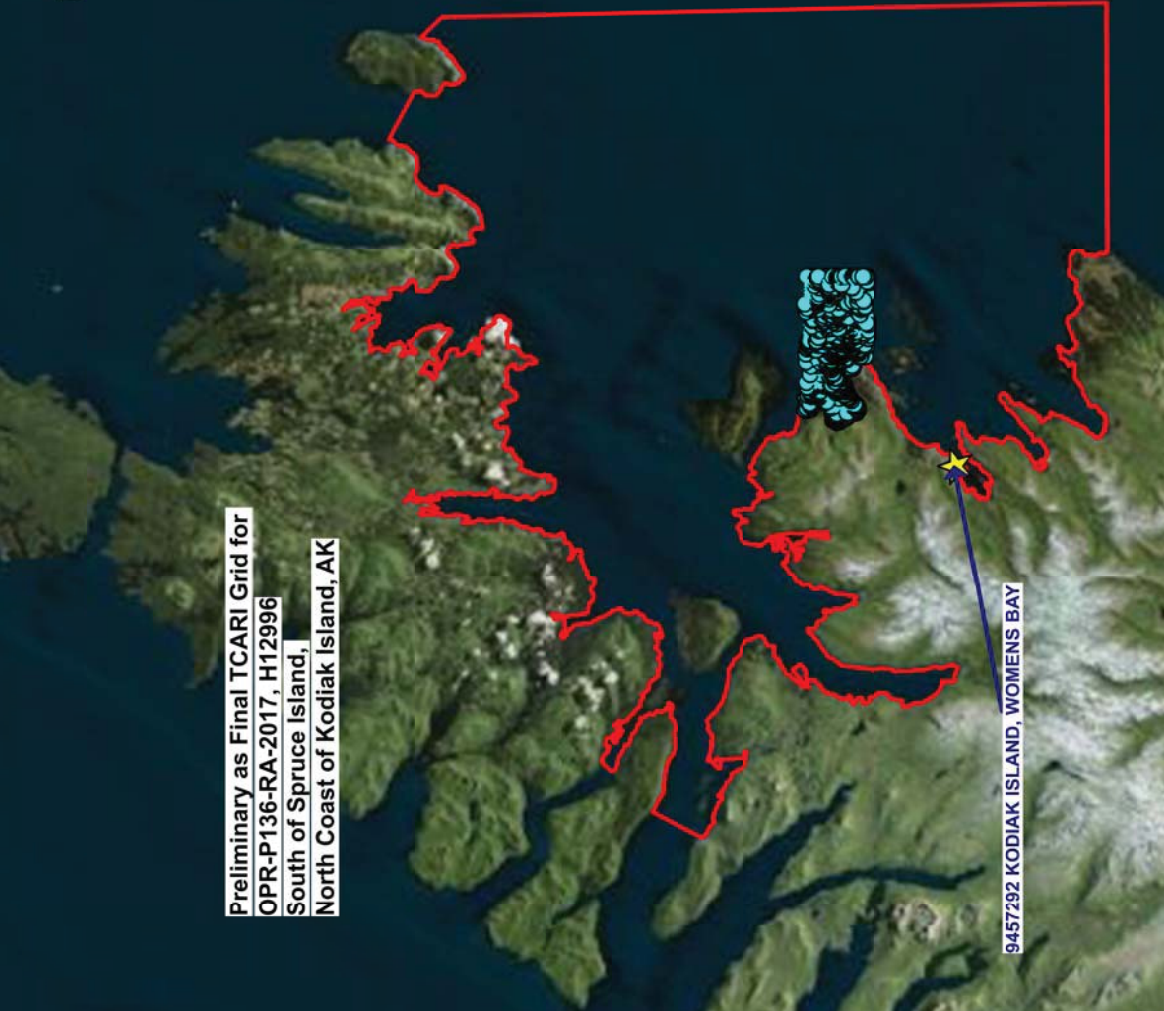 Preliminary as Final TCARI Grid for
OPR-P136-RA-2017, H12996
South of Spruce Island,
North Coast of Kodiak Island, AK
9457292 KODIAK ISLAND, WOMENS BAY